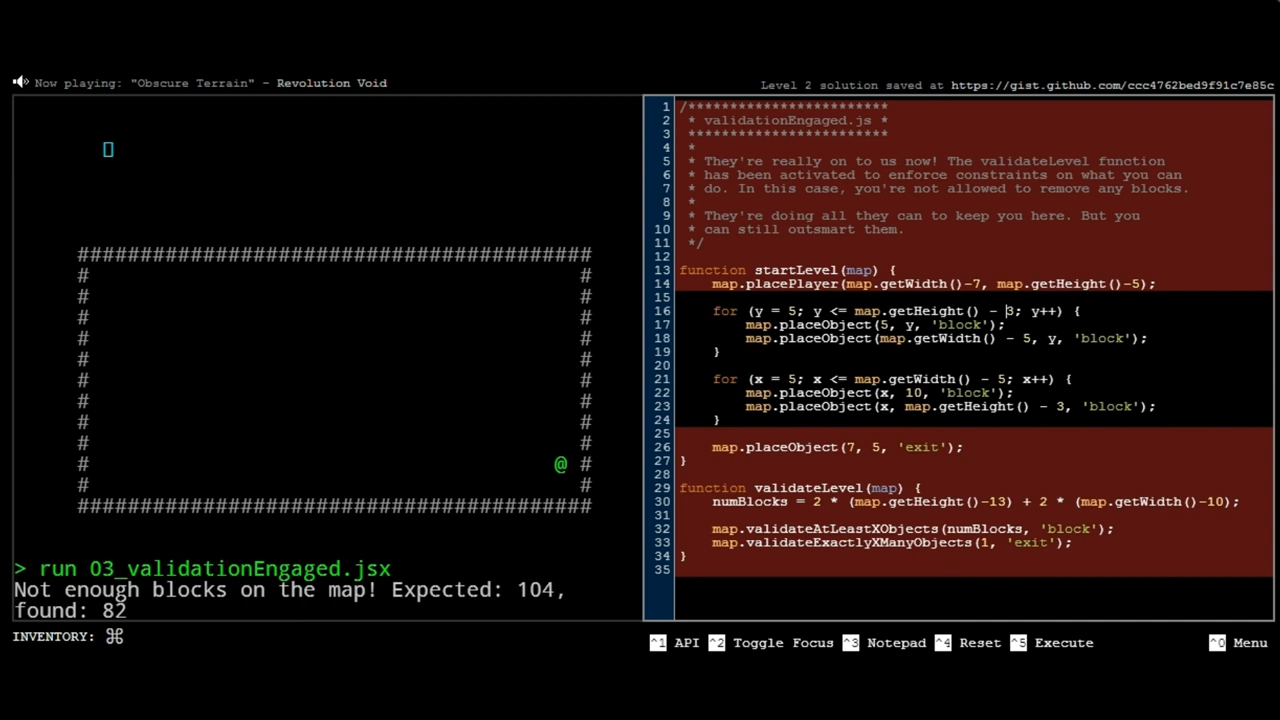 Now playing: "Obscure Terrain" - Revolution Void
Level 2 solution saved at https://gist.github.com/ccc4762bed9f91c7e85c
#########################################
# #
# #
# #
# #
# #
# #
# #
# #
# #
# @ #
# #
#########################################
> run 03_validationEngaged.jsx
Not enough blocks on the map! Expected: 104,
found: 82
INVENTORY: ⌘
1 /*************************
2 * validationEngaged.js *
3 ************************
4 *
5 * They're really on to us now! The validateLevel function
6 * has been activated to enforce constraints on what you can
7 * do. In this case, you're not allowed to remove any blocks.
8 *
9 * They're doing all they can to keep you here. But you
10 * can still outsmart them.
11 */
12
13 function startLevel(map) {
14 map.placePlayer(map.getWidth()-7, map.getHeight()-5);
15
16 for (y = 5; y <= map.getHeight() - 3; y++) {
17 map.placeObject(5, y, 'block');
18 map.placeObject(map.getWidth() - 5, y, 'block');
19 }
20
21 for (x = 5; x <= map.getWidth() - 5; x++) {
22 map.placeObject(x, 10, 'block');
23 map.placeObject(x, map.getHeight() - 3, 'block');
24 }
25
26 map.placeObject(7, 5, 'exit');
27 }
28
29 function validateLevel(map) {
30 numBlocks = 2 * (map.getHeight()-13) + 2 * (map.getWidth()-10);
31
32 map.validateAtLeastXObjects(numBlocks, 'block');
33 map.validateExactlyXManyObjects(1, 'exit');
34 }
35
^1 API ^2 Toggle Focus ^3 Notepad ^4 Reset ^5 Execute ^0 Menu